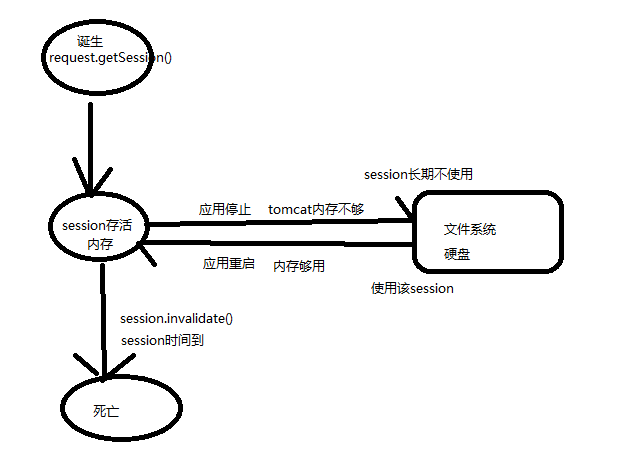 诞生
request.getSession()
session长期不使用
应用停止 tomcat内存不够
session存活
内存
文件系统
硬盘
应用重启 内存够用
使用该session
session.invalidate()
session时间到
死亡